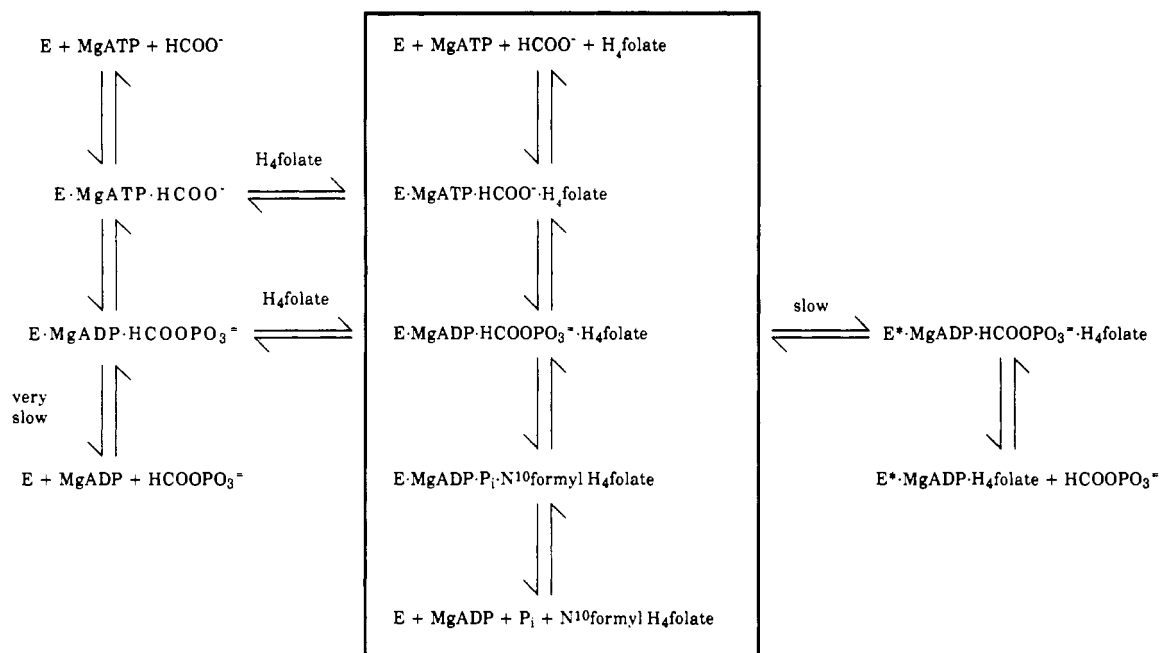 E + MgATP + HCOO⁻
E + MgATP + HCOO⁻ + H₄folate
H₄folate
E·MgATP·HCOO⁻
E·MgATP·HCOO⁻·H₄folate
H₄folate
slow
E·MgADP·HCOOPO₃⁼
E·MgADP·HCOOPO₃⁼·H₄folate
E*·MgADP·HCOOPO₃⁼·H₄folate
very
slow
E + MgADP + HCOOPO₃⁼
E·MgADP·Pᵢ·N¹⁰formyl H₄folate
E*·MgADP·H₄folate + HCOOPO₃⁼
E + MgADP + Pᵢ + N¹⁰formyl H₄folate